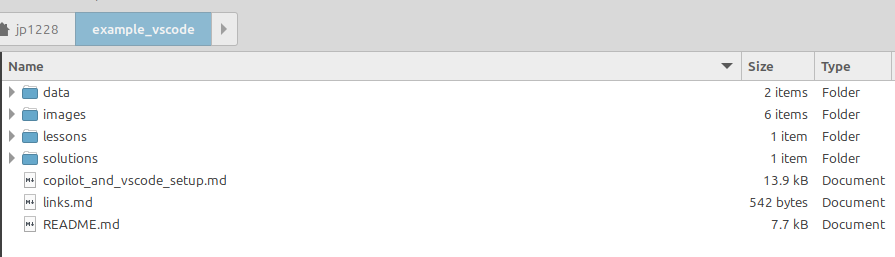 jp1228 example_vscode
Name Size Type
data 2 items Folder
images 6 items Folder
lessons 1 item Folder
solutions 1 item Folder
copilot_and_vscode_setup.md 13.9 kB Document
links.md 542 bytes Document
README.md 7.7 kB Document